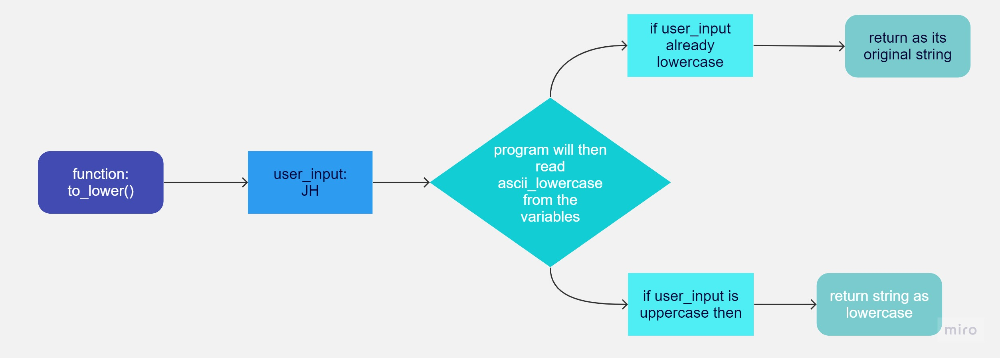 function:
to_lower()
user_input:
JH
program will then
read
ascii_lowercase
from the
variables
if user_input
already
lowercase
return as its
original string
if user_input is
uppercase then
return string as
lowercase
miro